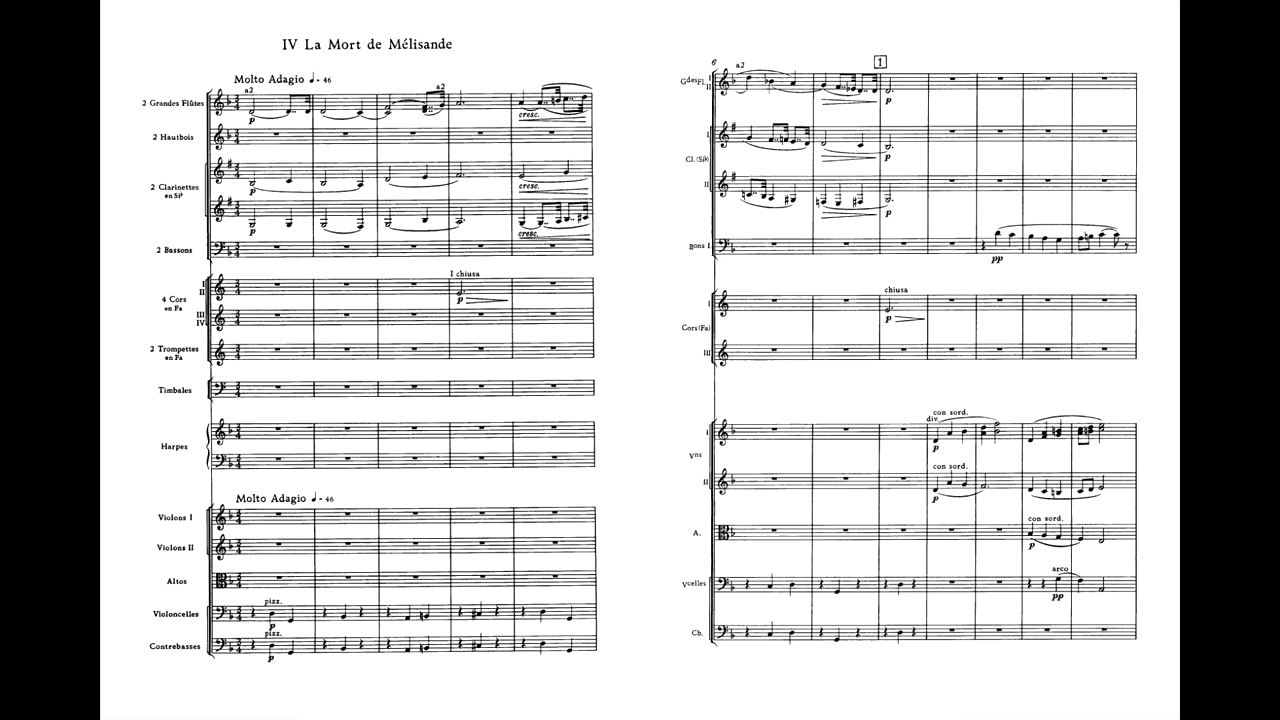 IV La Mort de Mélisande
Molto Adagio ♩ = 46
2 Grandes Flûtes
a2
a2
p
cresc.
2 Hautbois
2 Clarinettes
en Si♭
p
cresc.
p
cresc.
2 Bassons
I chiusa
4 Cors
en Fa
I
II
III
IV
p
2 Trompettes
en Fa
Timbales
Harpes
Molto Adagio ♩ = 46
Violons I
Violons II
Altos
pizz.
Violoncelles
p
pizz.
Contrebasses
p
6
1
a2
Gdes Fl.
I
II
p
I
p
Cl. (Si♭)
II
p
Bons I
pp
chiusa
I
p
Cors (Fa)
III
con sord.
div.
I
p
Vns
con sord.
II
p
con sord.
A.
p
arco
Vcelles
pp
Cb.